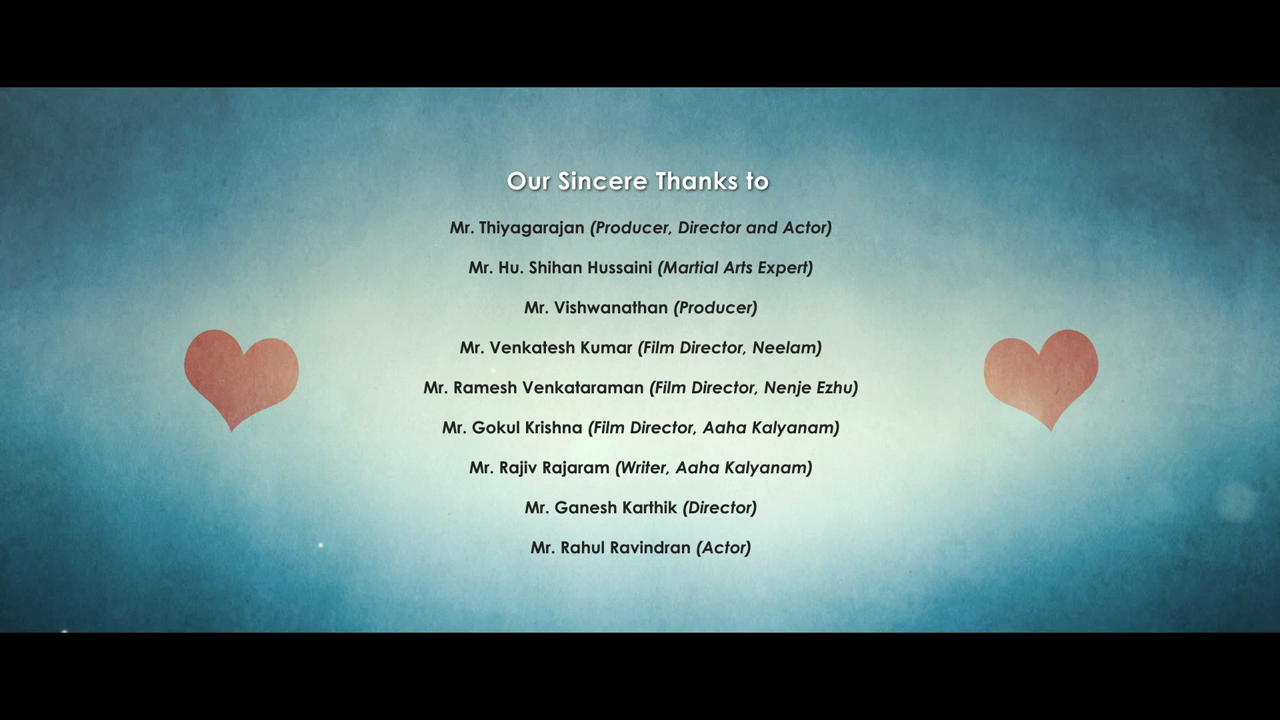 Our Sincere Thanks to
Mr. Thiyagarajan (Producer, Director and Actor)
Mr. Hu. Shihan Hussaini (Martial Arts Expert)
Mr. Vishwanathan (Producer)
Mr. Venkatesh Kumar (Film Director, Neelam)
Mr. Ramesh Venkataraman (Film Director, Nenje Ezhu)
Mr. Gokul Krishna (Film Director, Aaha Kalyanam)
Mr. Rajiv Rajaram (Writer, Aaha Kalyanam)
Mr. Ganesh Karthik (Director)
Mr. Rahul Ravindran (Actor)